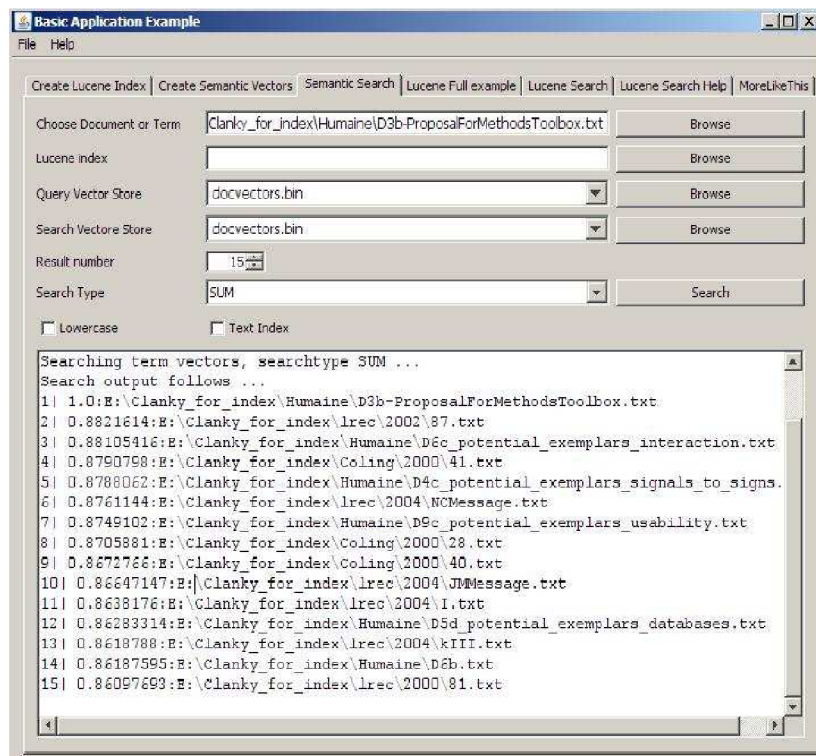 Basic Application Example
File Help
Create Lucene Index Create Semantic Vectors Semantic Search Lucene Full example Lucene Search Lucene Search Help MoreLikeThis
Choose Document or Term Clanky_for_index\Humaine\D3b-ProposalForMethodsToolbox.txt Browse
Lucene index Browse
Query Vector Store docvectors.bin Browse
Search Vectore Store docvectors.bin Browse
Result number 15
Search Type SUM Search
Lowercase Text Index
Searching term vectors, searchtype SUM ...
Search output follows ...
1| 1.0:E:\Clanky_for_index\Humaine\D3b-ProposalForMethodsToolbox.txt
2| 0.8821614:E:\Clanky_for_index\lrec\2002\87.txt
3| 0.88105416:E:\Clanky_for_index\Humaine\D6c_potential_exemplars_interaction.txt
4| 0.8790798:E:\Clanky_for_index\Coling\2000\41.txt
5| 0.8788062:E:\Clanky_for_index\Humaine\D4c_potential_exemplars_signals_to_signs.
6| 0.8761144:E:\Clanky_for_index\lrec\2004\NCMessage.txt
7| 0.8749102:E:\Clanky_for_index\Humaine\D9c_potential_exemplars_usability.txt
8| 0.8705881:E:\Clanky_for_index\Coling\2000\28.txt
9| 0.8672766:E:\Clanky_for_index\Coling\2000\40.txt
10| 0.86647147:E:\Clanky_for_index\lrec\2004\JMMessage.txt
11| 0.8638176:E:\Clanky_for_index\lrec\2004\I.txt
12| 0.86283314:E:\Clanky_for_index\Humaine\D5d_potential_exemplars_databases.txt
13| 0.8618788:E:\Clanky_for_index\lrec\2004\kIII.txt
14| 0.86187595:E:\Clanky_for_index\Humaine\D6b.txt
15| 0.86097693:E:\Clanky_for_index\lrec\2000\81.txt